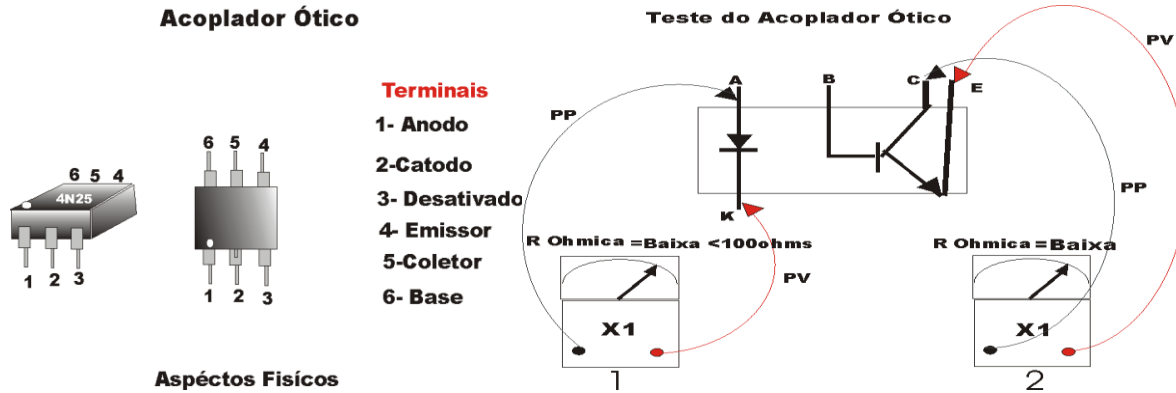 Acoplador Ótico
Teste do Acoplador Ótico
PV
Terminais
1- Anodo
2-Catodo
3- Desativado
4- Emissor
5-Coletor
6- Base
6 5 4
4N25
1 2 3
6 5 4
1 2 3
A B C E
PP
K
PP
R Ohmica =Baixa <100ohms
PV
X1
1
R Ohmica =Baixa
X1
2
Aspéctos Fisícos